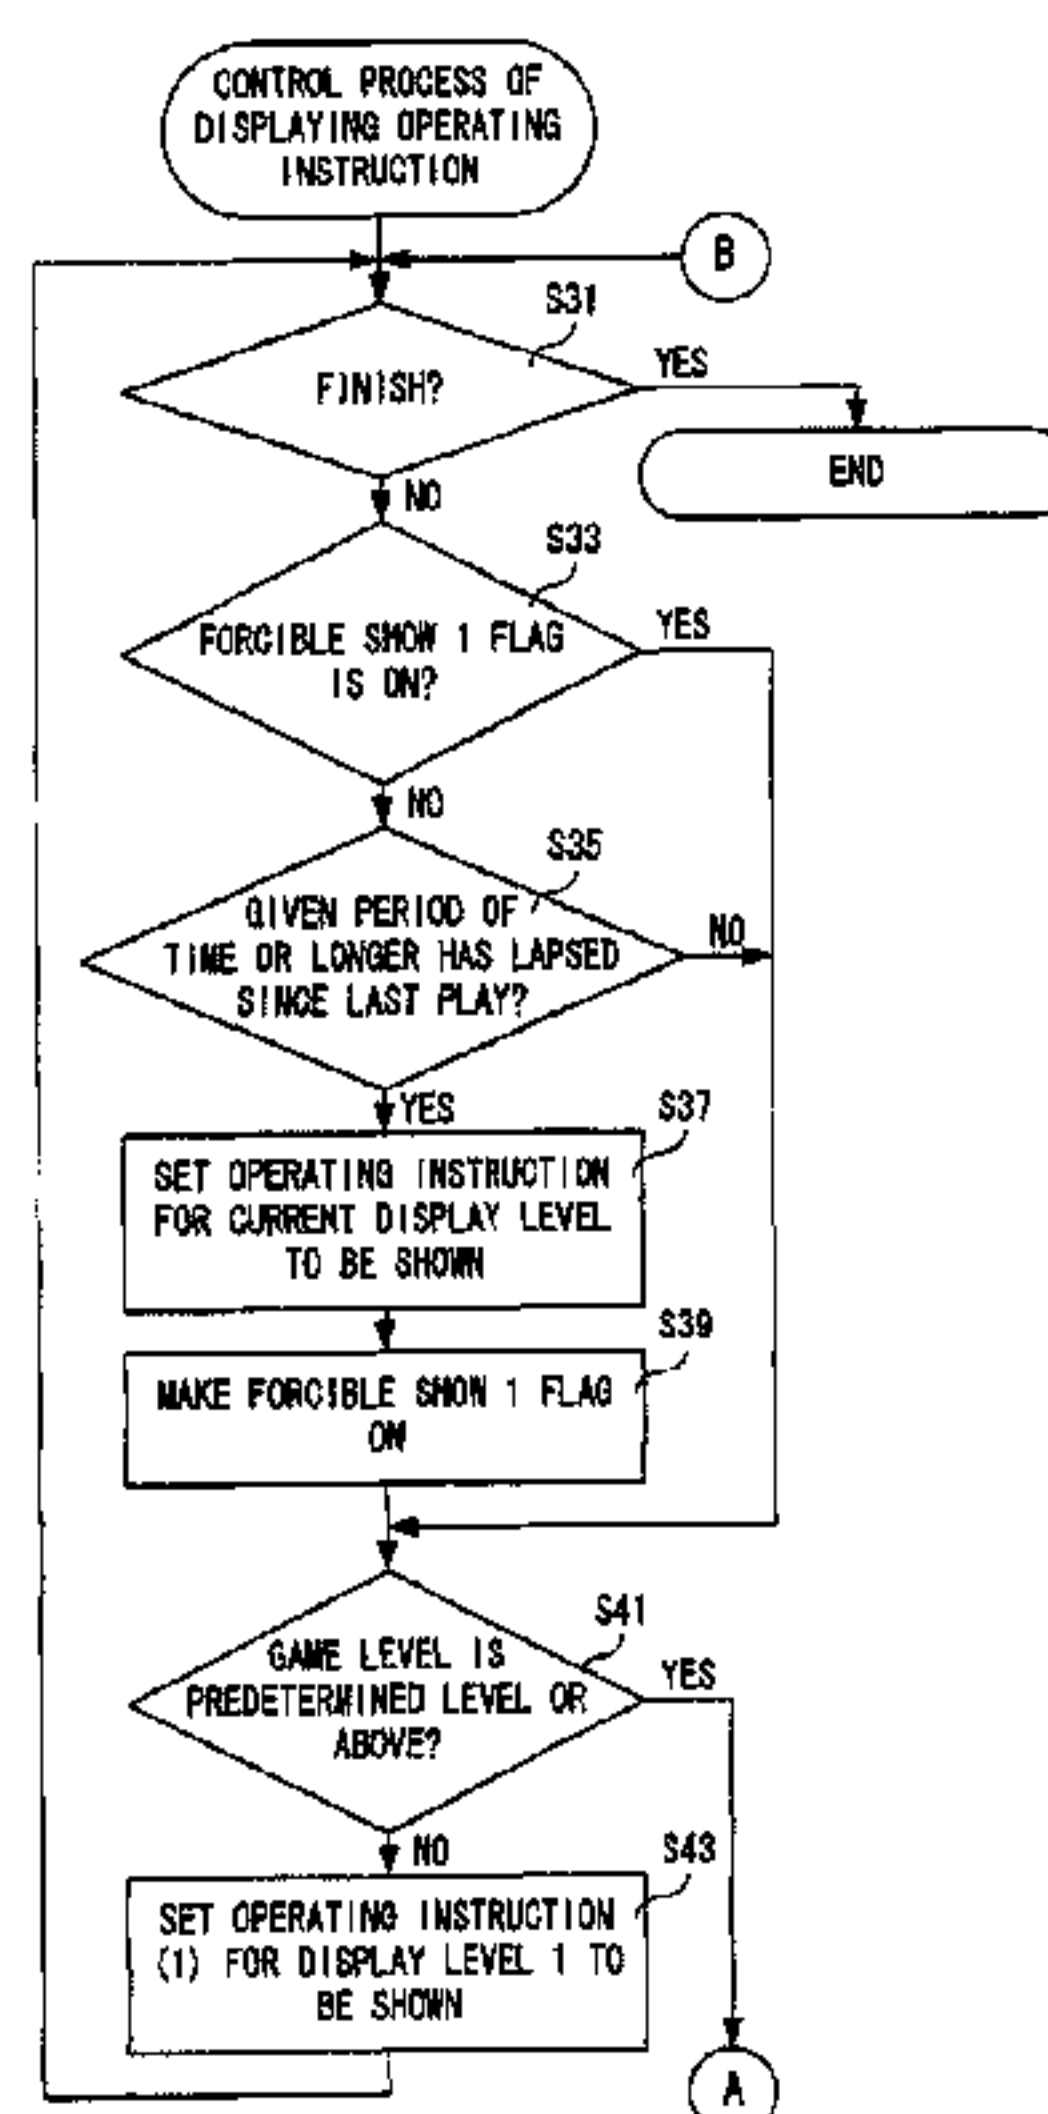 CONTROL PROCESS OF
DISPLAYING OPERATING
INSTRUCTION
B
S31
FINISH?
YES
END
NO
S33
FORCIBLE SHOW 1 FLAG
IS ON?
YES
NO
S35
GIVEN PERIOD OF
TIME OR LONGER HAS LAPSED
SINCE LAST PLAY?
NO
YES
S37
SET OPERATING INSTRUCTION
FOR CURRENT DISPLAY LEVEL
TO BE SHOWN
S39
MAKE FORCIBLE SHOW 1 FLAG
ON
S41
GAME LEVEL IS
PREDETERMINED LEVEL OR
ABOVE?
YES
NO
S43
SET OPERATING INSTRUCTION
(1) FOR DISPLAY LEVEL 1 TO
BE SHOWN
A